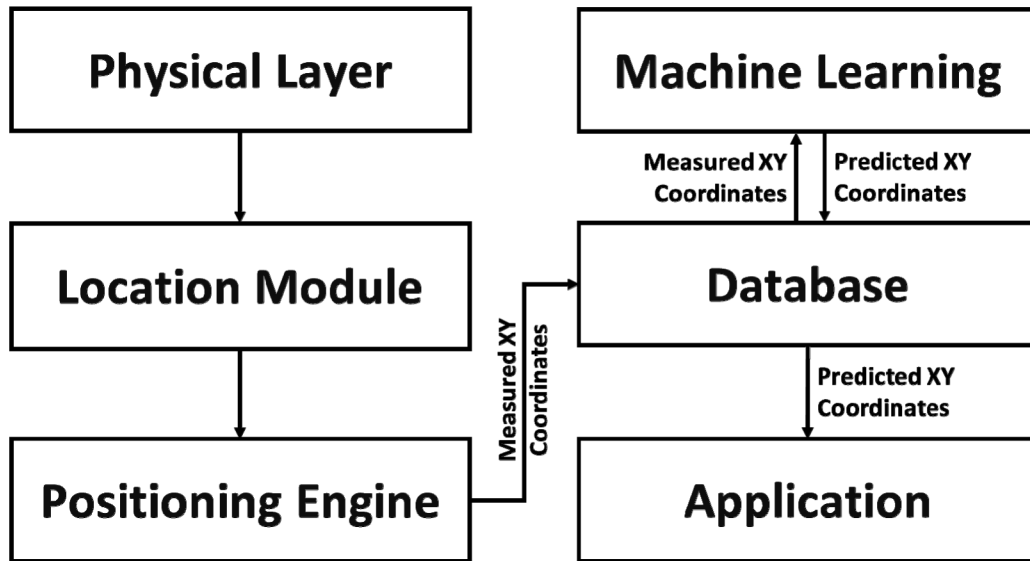 Physical Layer
Location Module
Positioning Engine
Measured XY
Coordinates
Machine Learning
Measured XY
Coordinates
Predicted XY
Coordinates
Database
Predicted XY
Coordinates
Application